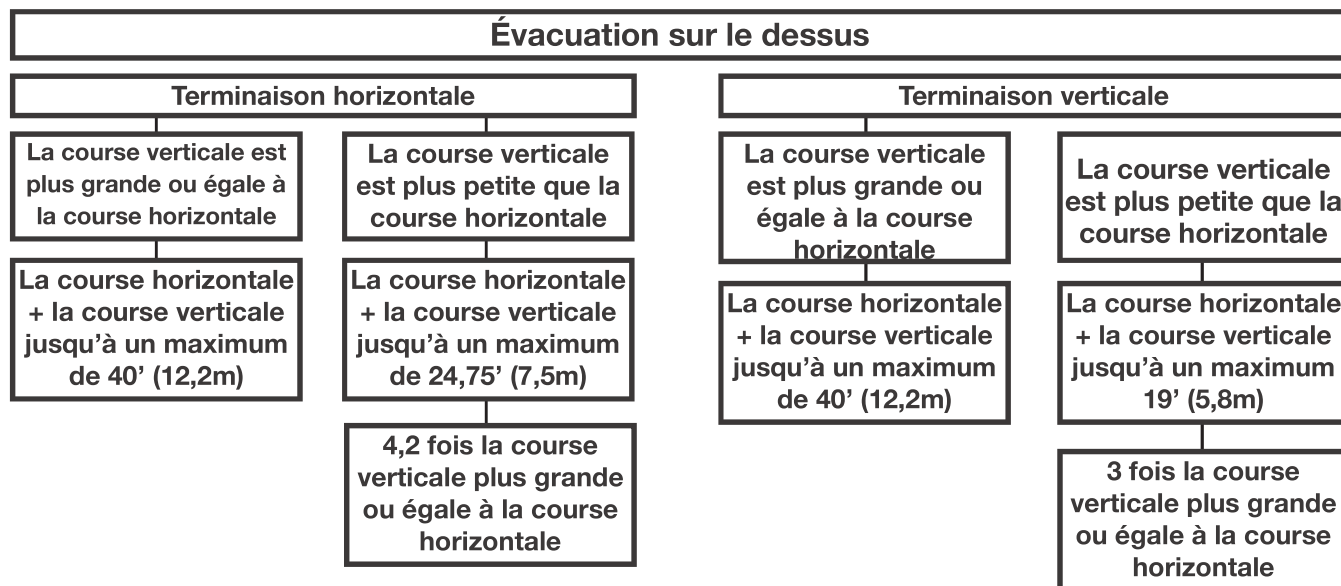 Évacuation sur le dessus
Terminaison horizontale
La course verticale est
plus grande ou égale à
la course horizontale
La course horizontale
+ la course verticale
jusqu’à un maximum
de 40’ (12,2m)
La course verticale
est plus petite que la
course horizontale
La course horizontale
+ la course verticale
jusqu’à un maximum
de 24,75’ (7,5m)
4,2 fois la course
verticale plus grande
ou égale à la course
horizontale
Terminaison verticale
La course verticale
est plus grande ou
égale à la course
horizontale
La course horizontale
+ la course verticale
jusqu’à un maximum
de 40’ (12,2m)
La course verticale
est plus petite que la
course horizontale
La course horizontale
+ la course verticale
jusqu’à un maximum
19’ (5,8m)
3 fois la course
verticale plus grande
ou égale à la course
horizontale